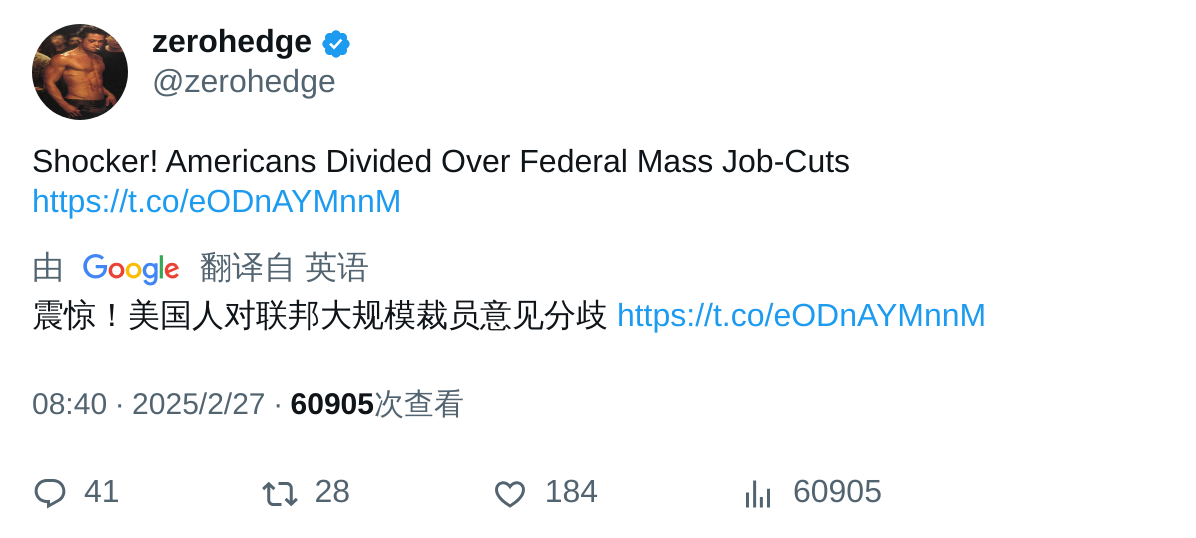 zerohedge
@zerohedge
Shocker! Americans Divided Over Federal Mass Job-Cuts
https://t.co/eODnAYMnnM
由 Google 翻译自 英语
震惊！美国人对联邦大规模裁员意见分歧 https://t.co/eODnAYMnnM
08:40 · 2025/2/27 · 60905次查看
41 28 184 60905